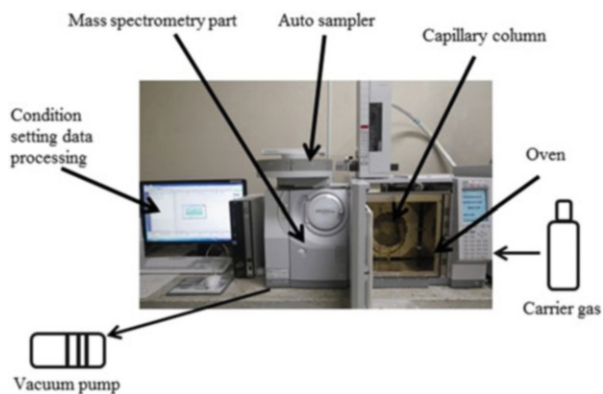 Mass spectrometry part
Auto sampler
Capillary column
Condition
setting data
processing
Oven
Carrier gas
Vacuum pump